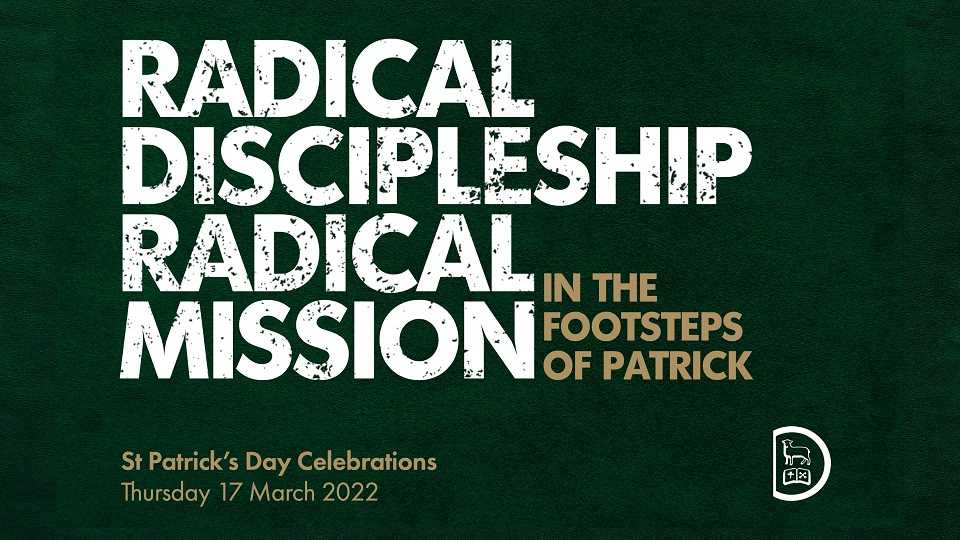 RADICAL
DISCIPLESHIP
RADICAL
MISSION
IN THE
FOOTSTEPS
OF PATRICK
St Patrick's Day Celebrations
Thursday 17 March 2022